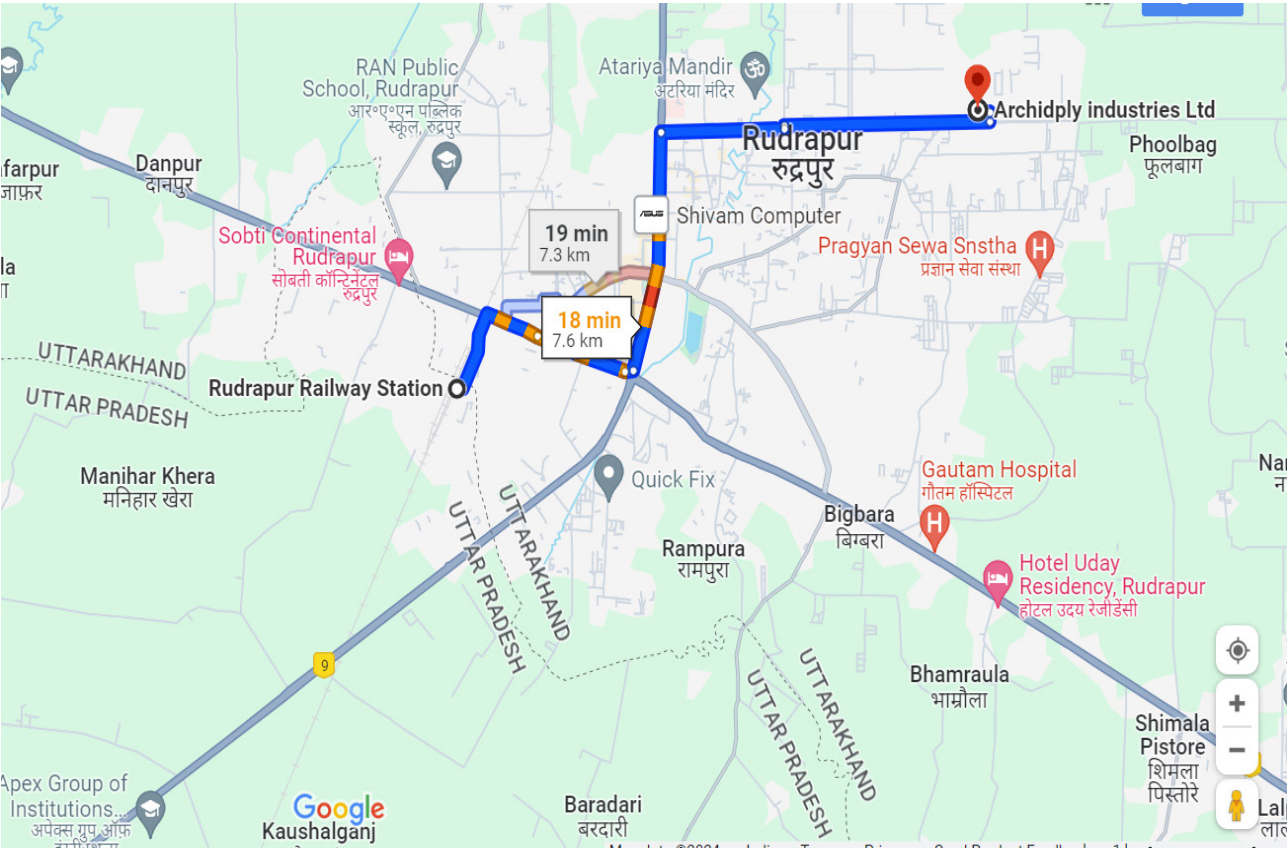 RAN Public
School, Rudrapur
आर०ए०एन पब्लिक
स्कूल, रुद्रपुर
Atariya Mandir
अटरिया मंदिर
Archidply industries Ltd
Rudrapur
रुद्रपुर
Phoolbag
फूलबाग
Danpur
दानपुर
Shivam Computer
19 min
7.3 km
Sobti Continental
Rudrapur
सोबती कॉन्टिनेंटल
रुद्रपुर
Pragyan Sewa Snstha
प्रज्ञान सेवा संस्था
H
18 min
7.6 km
UTTARAKHAND
UTTAR PRADESH
Rudrapur Railway Station
Manihar Khera
मनिहार खेरा
Quick Fix
Gautam Hospital
गौतम हॉस्पिटल
H
UTTAR PRADESH
UTTARAKHAND
Bigbara
बिग्बरा
Rampura
रामपुरा
Hotel Uday
Residency, Rudrapur
होटल उदय रेजीडेंसी
9
Bhamraula
भाम्रौला
UTTAR PRADESH
UTTARAKHAND
Shimala
Pistore
शिमला
पिस्तोरे
Apex Group of
Institutions...
अपेक्स ग्रुप ऑफ़
Google
Kaushalganj
Baradari
बरदारी